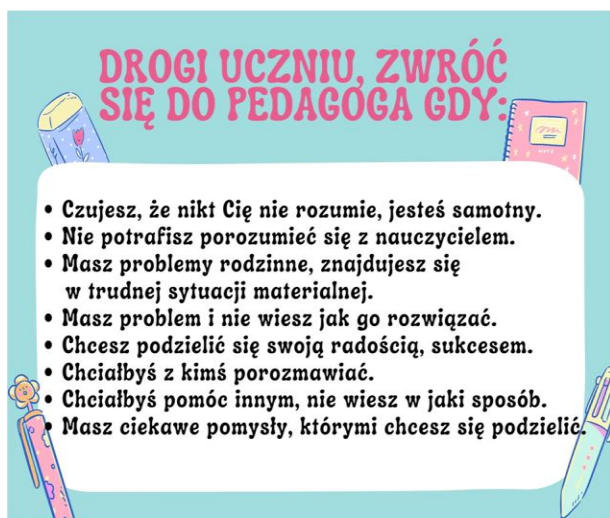 DROGI UCZNIU, ZWRÓĆ
SIĘ DO PEDAGOGA GDY:
• Czujesz, że nikt Cię nie rozumie, jesteś samotny.
• Nie potrafisz porozumieć się z nauczycielem.
• Masz problemy rodzinne, znajdujesz się
w trudnej sytuacji materialnej.
• Masz problem i nie wiesz jak go rozwiązać.
• Chcesz podzielić się swoją radością, sukcesem.
• Chciałbyś z kimś porozmawiać.
• Chciałbyś pomóc innym, nie wiesz w jaki sposób.
• Masz ciekawe pomysły, którymi chcesz się podzielić.